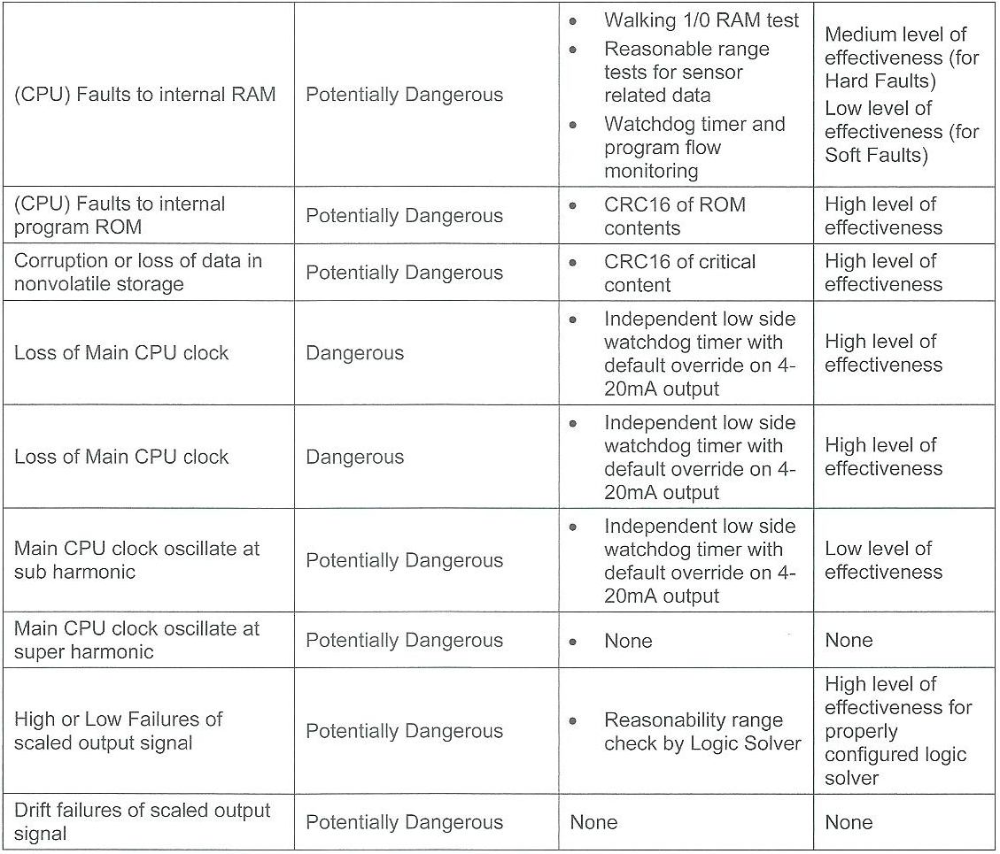 (CPU) Faults to internal RAM
Potentially Dangerous
• Walking 1/0 RAM test
• Reasonable range
tests for sensor
related data
• Watchdog timer and
program flow
monitoring
Medium level of
effectiveness (for
Hard Faults)
Low level of
effectiveness (for
Soft Faults)
(CPU) Faults to internal
program ROM
Potentially Dangerous
• CRC16 of ROM
contents
High level of
effectiveness
Corruption or loss of data in
nonvolatile storage
Potentially Dangerous
• CRC16 of critical
content
High level of
effectiveness
Loss of Main CPU clock
Dangerous
• Independent low side
watchdog timer with
default override on 4-
20mA output
High level of
effectiveness
Loss of Main CPU clock
Dangerous
• Independent low side
watchdog timer with
default override on 4-
20mA output
High level of
effectiveness
Main CPU clock oscillate at
sub harmonic
Potentially Dangerous
• Independent low side
watchdog timer with
default override on 4-
20mA output
Low level of
effectiveness
Main CPU clock oscillate at
super harmonic
Potentially Dangerous
• None
None
High or Low Failures of
scaled output signal
Potentially Dangerous
• Reasonability range
check by Logic Solver
High level of
effectiveness for
properly
configured logic
solver
Drift failures of scaled output
signal
Potentially Dangerous
None
None